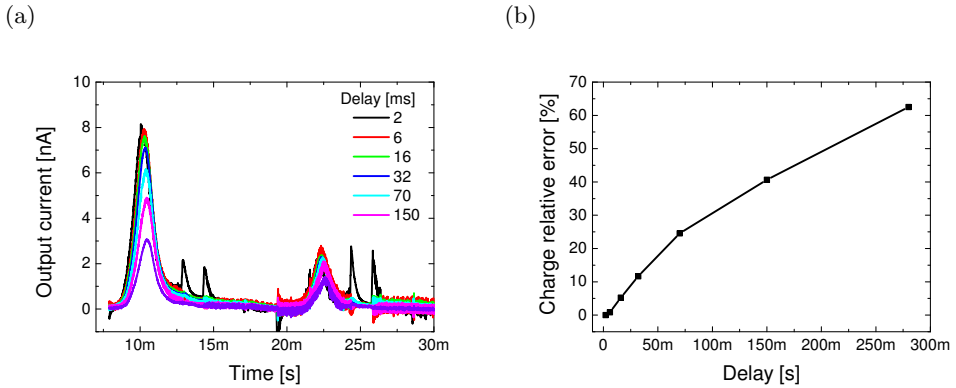 (a)
(b)
Output current [nA]
10
8
6
4
2
0
10m 15m 20m 25m 30m
Time [s]
Delay [ms]
2
6
16
32
70
150
Charge relative error [%]
70
60
50
40
30
20
10
0
0 50m 100m 150m 200m 250m 300m
Delay [s]